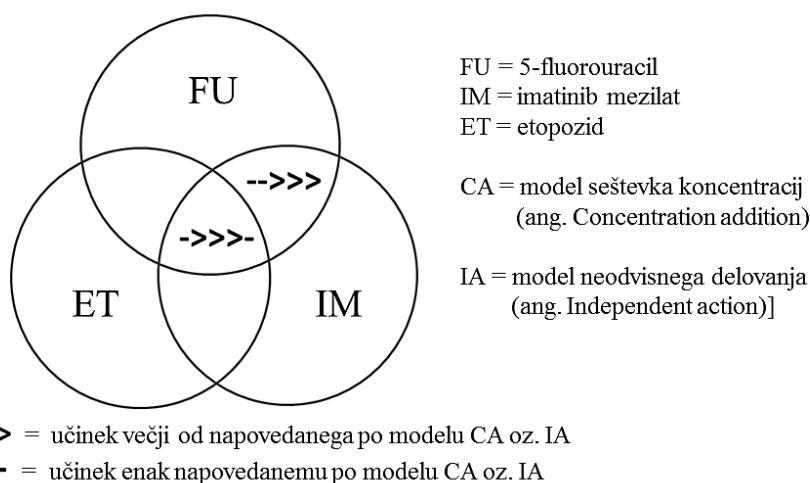 FU
FU = 5-fluorouracil
IM = imatinib mezilat
ET = etopozid
-->>>
CA = model seštevka koncentracij
(ang. Concentration addition)
->>>-
IA = model neodvisnega delovanja
(ang. Independent action)]
ET
IM
> = učinek večji od napovedanega po modelu CA oz. IA
- = učinek enak napovedanemu po modelu CA oz. IA